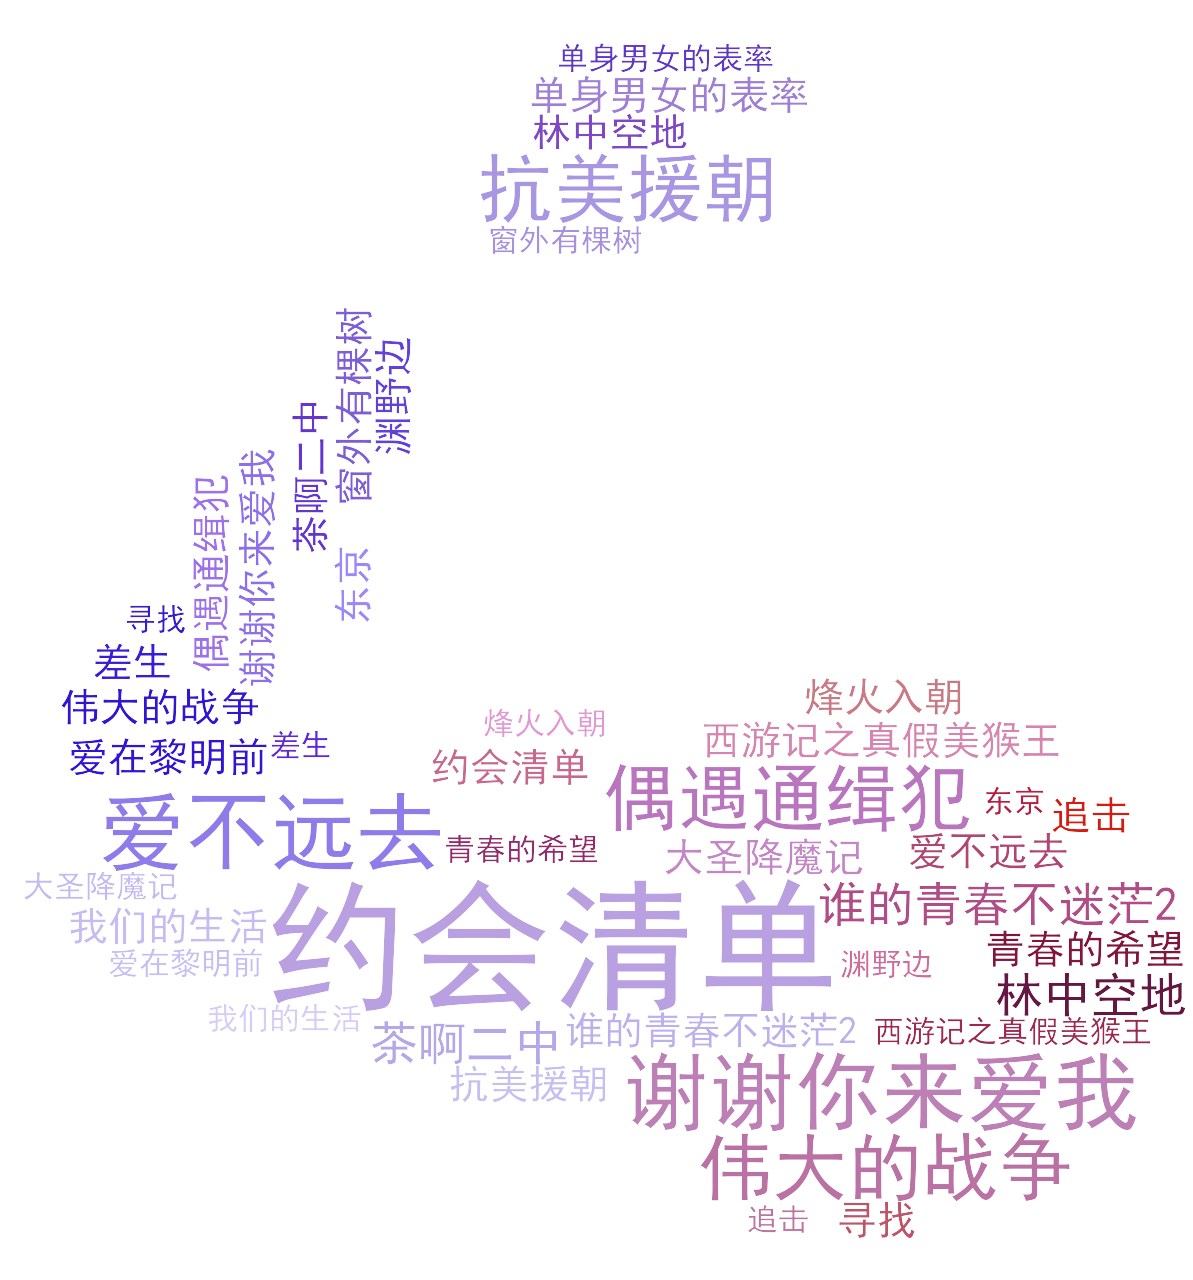 单身男女的表率
单身男女的表率
林中空地
抗美援朝
窗外有棵树
窗外有棵树
渊野边
茶啊二中
谢谢你来爱我
偶遇通缉犯
东京
寻找
差生
伟大的战争
爱在黎明前
差生
烽火入朝
烽火入朝
西游记之真假美猴王
约会清单
偶遇通缉犯
东京
追击
爱不远去
青春的希望
大圣降魔记
爱不远去
大圣降魔记
我们的生活
爱在黎明前
约会清单
谁的青春不迷茫2
渊野边
青春的希望
林中空地
我们的生活
茶啊二中
谁的青春不迷茫2
西游记之真假美猴王
抗美援朝
谢谢你来爱我
伟大的战争
追击
寻找